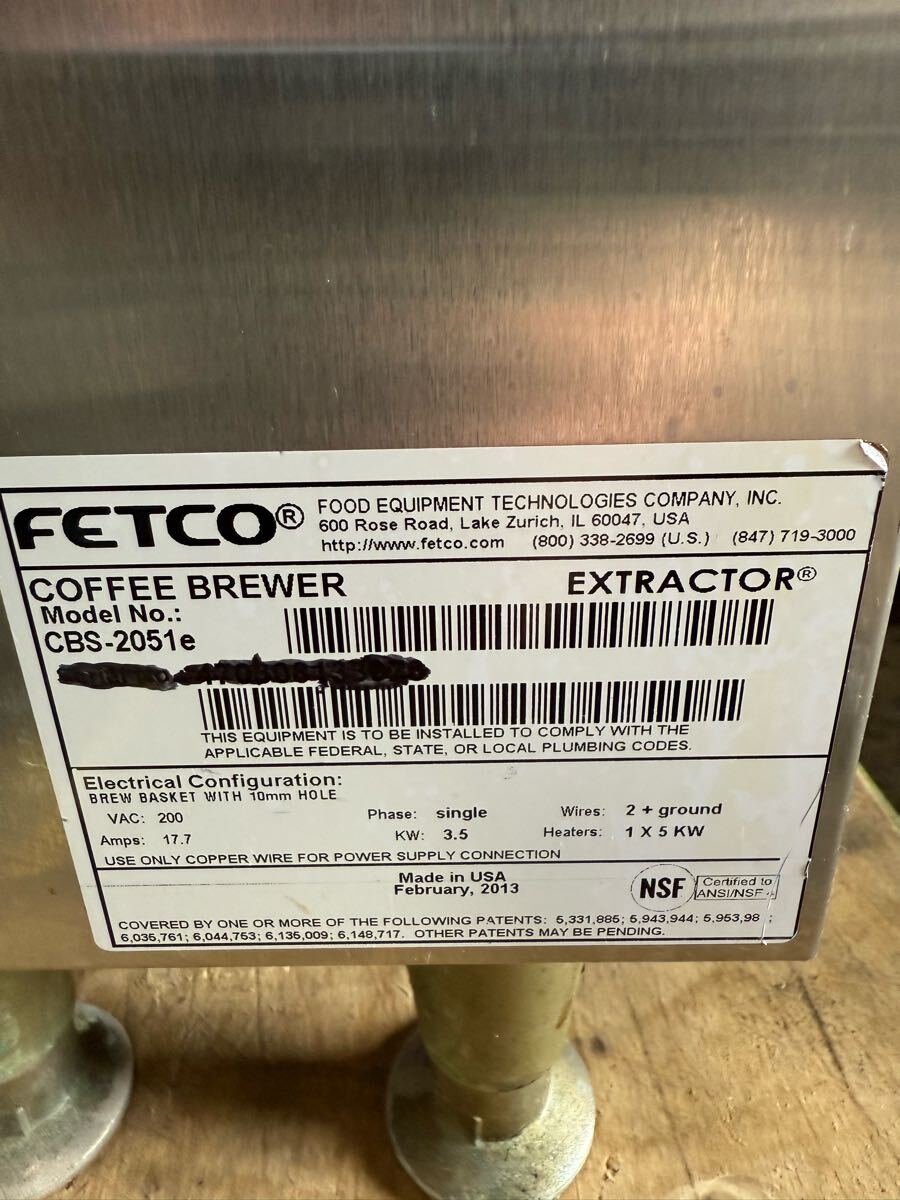 FETCO® FOOD EQUIPMENT TECHNOLOGIES COMPANY, INC.
600 Rose Road, Lake Zurich, IL 60047, USA
http://www.fetco.com (800) 338-2699 (U.S.) (847) 719-3000
COFFEE BREWER EXTRACTOR®
Model No.:
CBS-2051e
THIS EQUIPMENT IS TO BE INSTALLED TO COMPLY WITH THE
APPLICABLE FEDERAL, STATE, OR LOCAL PLUMBING CODES.
Electrical Configuration:
BREW BASKET WITH 10mm HOLE
VAC: 200 Phase: single Wires: 2 + ground
Amps: 17.7 KW: 3.5 Heaters: 1 X 5 KW
USE ONLY COPPER WIRE FOR POWER SUPPLY CONNECTION
Made in USA
February, 2013
NSF Certified to
ANSI/NSF 4
COVERED BY ONE OR MORE OF THE FOLLOWING PATENTS: 5,331,885; 5,943,944; 5,953,98 ;
6,035,761; 6,044,753; 6,135,009; 6,148,717. OTHER PATENTS MAY BE PENDING.